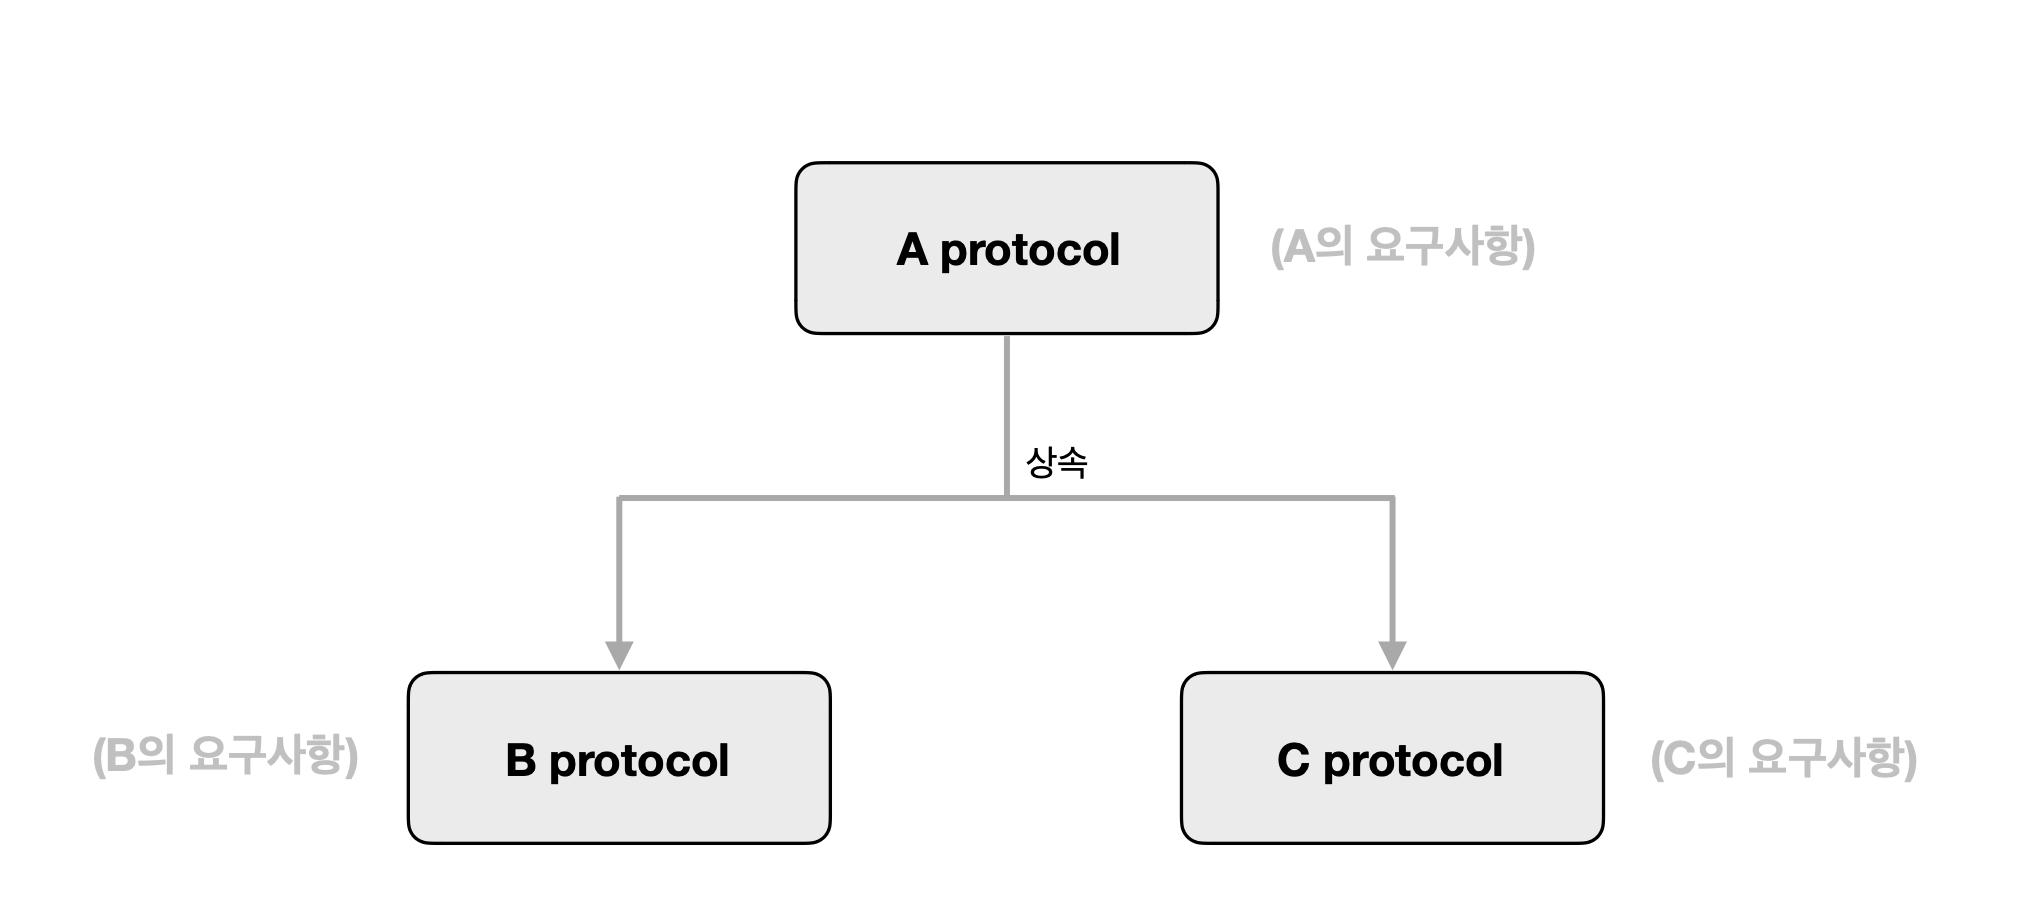 A protocol
(A의 요구사항)
상속
(B의 요구사항)
B protocol
C protocol
(C의 요구사항)